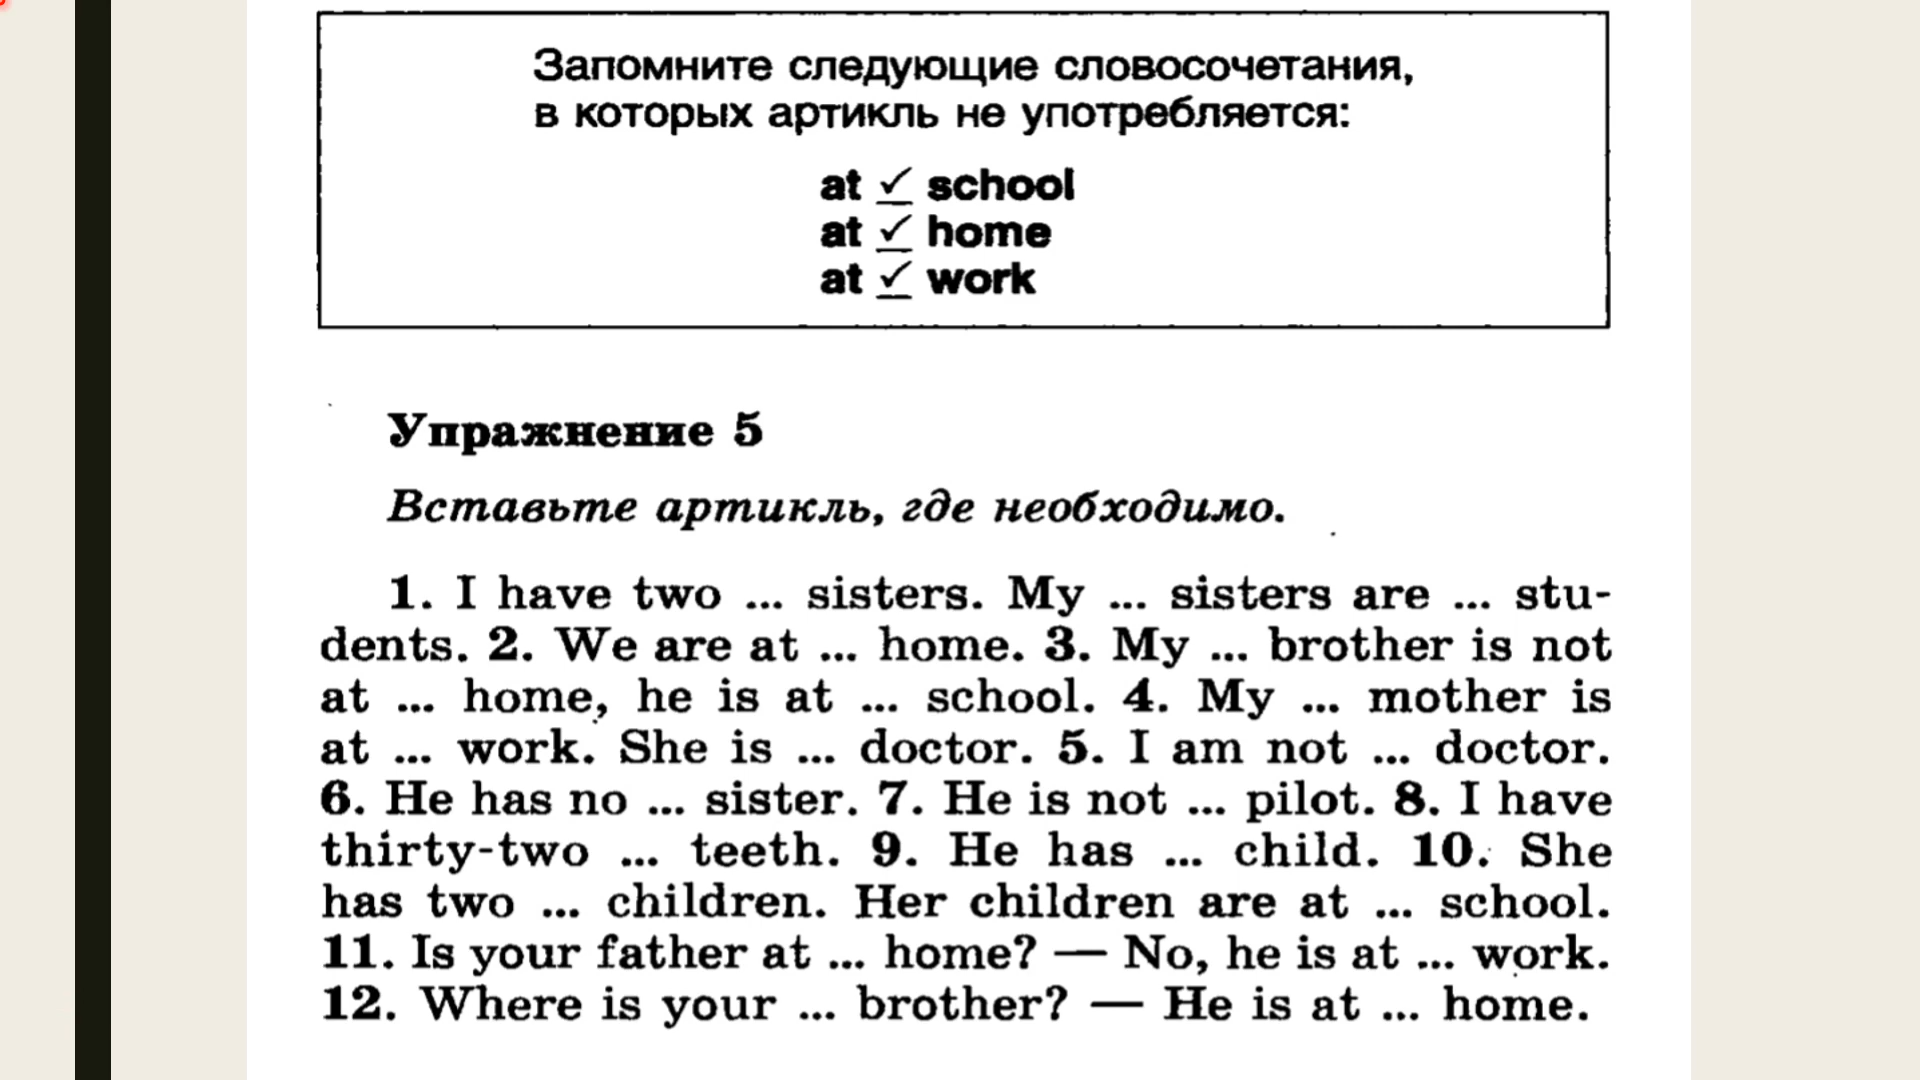 Запомните следующие словосочетания,
в которых артикль не употребляется:
at ✓ school
at ✓ home
at ✓ work
Упражнение 5
Вставьте артикль, где необходимо.
1. I have two ... sisters. My ... sisters are ... stu-
dents. 2. We are at ... home. 3. My ... brother is not
at ... home, he is at ... school. 4. My ... mother is
at ... work. She is ... doctor. 5. I am not ... doctor.
6. He has no ... sister. 7. He is not ... pilot. 8. I have
thirty-two ... teeth. 9. He has ... child. 10. She
has two ... children. Her children are at ... school.
11. Is your father at ... home? — No, he is at ... work.
12. Where is your ... brother? — He is at ... home.